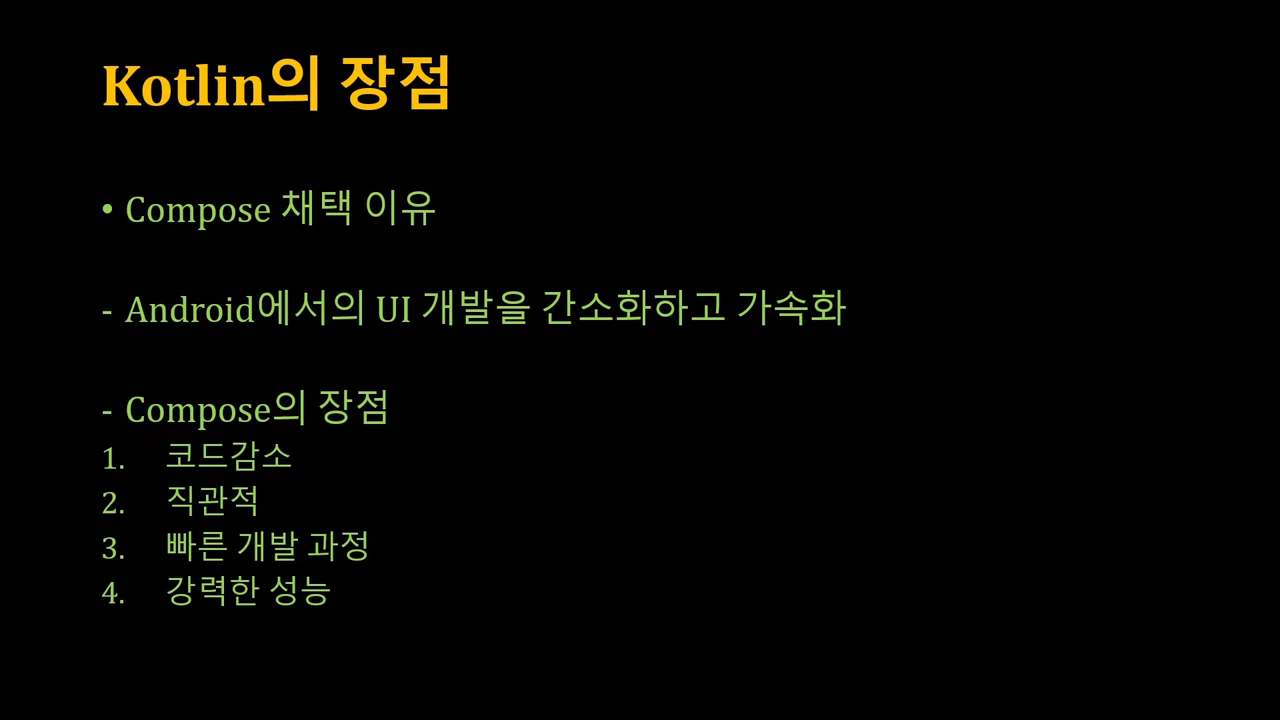 Kotlin의 장점
• Compose 채택 이유
- Android에서의 UI 개발을 간소화하고 가속화
- Compose의 장점
1. 코드감소
2. 직관적
3. 빠른 개발 과정
4. 강력한 성능